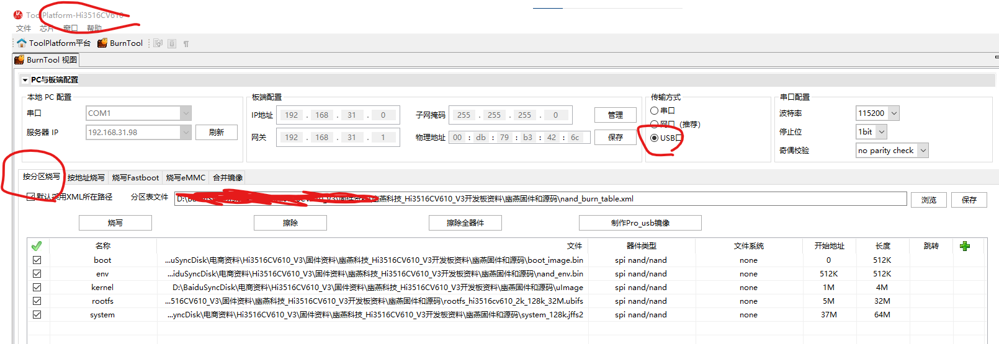 ToolPlatform-Hi3516CV610
文件 芯片 窗口 帮助
ToolPlatform平台 BurnTool
BurnTool 视图
PC与板端配置
本地 PC 配置 板端配置 传输方式 串口配置
串口 COM1 IP地址 192 . 168 . 31 . 0 子网掩码 255 . 255 . 255 . 0 管理 串口 波特率 115200
服务器 IP 192.168.31.98 刷新 网关 192 . 168 . 31 . 1 物理地址 00 : db : 79 : b3 : 42 : 6c 保存 网口（推荐） 停止位 1bit
USB口 奇偶校验 no parity check
按分区烧写 按地址烧写 烧写Fastboot 烧写eMMC 合并镜像
默认采用XML所在路径 分区表文件 D:\BaiduS \幽燕科技_Hi3516CV610_V3开发板资料\幽燕固件和源码\nand_burn_table.xml 浏览 保存
烧写 擦除 擦除全器件 制作Pro_usb镜像
名称 文件 器件类型 文件系统 开始地址 长度 跳转
boot ...uSyncDisk\电商资料\Hi3516CV610_V3\固件资料\幽燕科技_Hi3516CV610_V3开发板资料\幽燕固件和源码\boot_image.bin spi nand/nand none 0 512K
env ...iduSyncDisk\电商资料\Hi3516CV610_V3\固件资料\幽燕科技_Hi3516CV610_V3开发板资料\幽燕固件和源码\nand_env.bin spi nand/nand none 512K 512K
kernel D:\BaiduSyncDisk\电商资料\Hi3516CV610_V3\固件资料\幽燕科技_Hi3516CV610_V3开发板资料\幽燕固件和源码\uImage spi nand/nand none 1M 4M
rootfs ...516CV610_V3\固件资料\幽燕科技_Hi3516CV610_V3开发板资料\幽燕固件和源码\rootfs_hi3516cv610_2k_128k_32M.ubifs spi nand/nand none 5M 32M
system ...yncDisk\电商资料\Hi3516CV610_V3\固件资料\幽燕科技_Hi3516CV610_V3开发板资料\幽燕固件和源码\system_128k.jffs2 spi nand/nand none 37M 64M